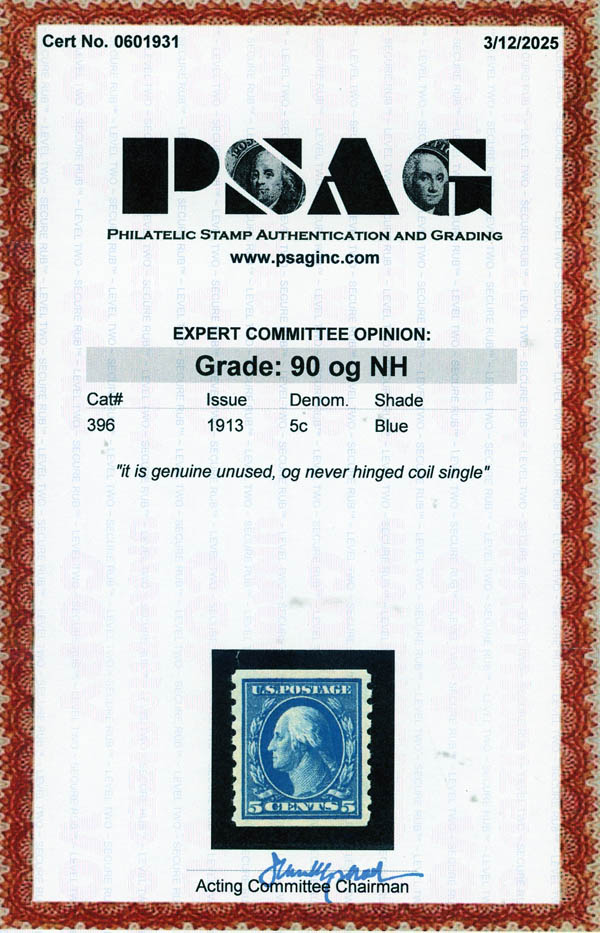 Cert No. 0601931 3/12/2025
PSAG
PHILATELIC STAMP AUTHENTICATION AND GRADING
www.psaginc.com
EXPERT COMMITTEE OPINION:
Grade: 90 og NH
Cat# Issue Denom. Shade
396 1913 5c Blue
"it is genuine unused, og never hinged coil single"
U.S.POSTAGE
5 CENTS 5
Acting Committee Chairman